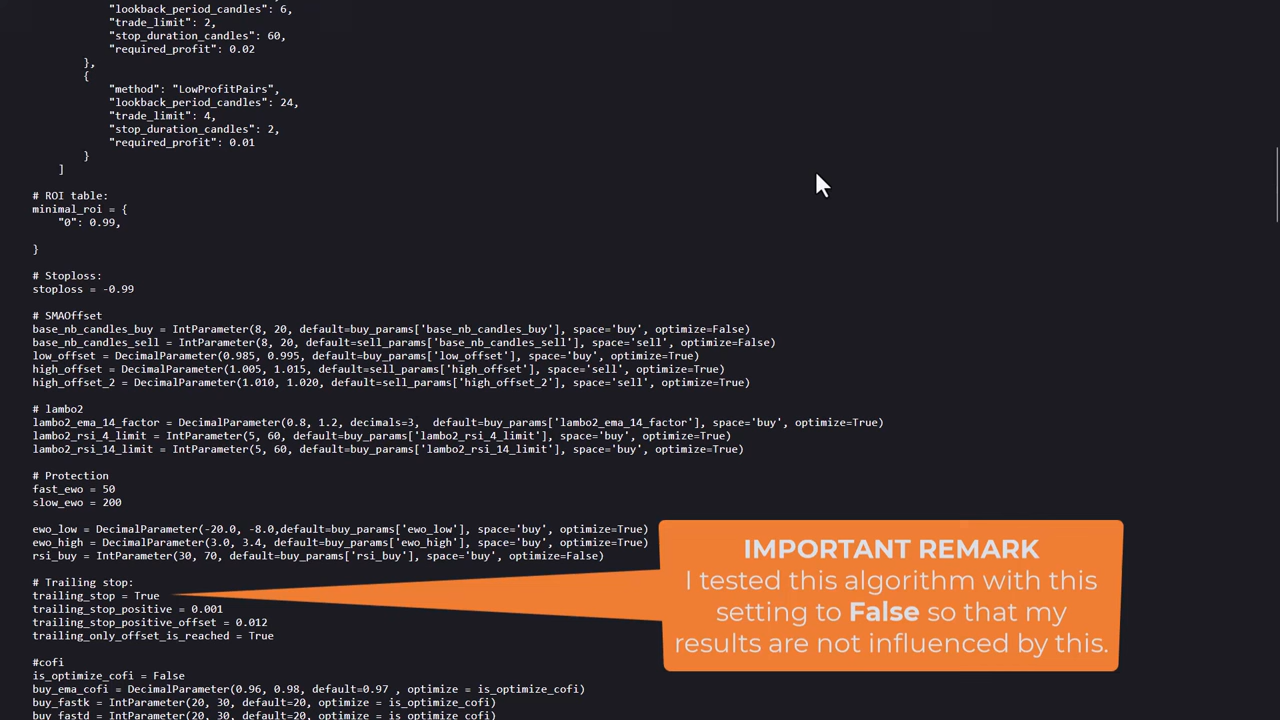 "lookback_period_candles": 6,
"trade_limit": 2,
"stop_duration_candles": 60,
"required_profit": 0.02
},
{
"method": "LowProfitPairs",
"lookback_period_candles": 24,
"trade_limit": 4,
"stop_duration_candles": 2,
"required_profit": 0.01
}
]
# ROI table:
minimal_roi = {
"0": 0.99,
}
# Stoploss:
stoploss = -0.99
# SMAOffset
base_nb_candles_buy = IntParameter(8, 20, default=buy_params['base_nb_candles_buy'], space='buy', optimize=False)
base_nb_candles_sell = IntParameter(8, 20, default=sell_params['base_nb_candles_sell'], space='sell', optimize=False)
low_offset = DecimalParameter(0.985, 0.995, default=buy_params['low_offset'], space='buy', optimize=True)
high_offset = DecimalParameter(1.005, 1.015, default=sell_params['high_offset'], space='sell', optimize=True)
high_offset_2 = DecimalParameter(1.010, 1.020, default=sell_params['high_offset_2'], space='sell', optimize=True)
# lambo2
lambo2_ema_14_factor = DecimalParameter(0.8, 1.2, decimals=3,  default=buy_params['lambo2_ema_14_factor'], space='buy', optimize=True)
lambo2_rsi_4_limit = IntParameter(5, 60, default=buy_params['lambo2_rsi_4_limit'], space='buy', optimize=True)
lambo2_rsi_14_limit = IntParameter(5, 60, default=buy_params['lambo2_rsi_14_limit'], space='buy', optimize=True)
# Protection
fast_ewo = 50
slow_ewo = 200
ewo_low = DecimalParameter(-20.0, -8.0,default=buy_params['ewo_low'], space='buy', optimize=True)
ewo_high = DecimalParameter(3.0, 3.4, default=buy_params['ewo_high'], space='buy', optimize=True)
rsi_buy = IntParameter(30, 70, default=buy_params['rsi_buy'], space='buy', optimize=False)
# Trailing stop:
trailing_stop = True
trailing_stop_positive = 0.001
trailing_stop_positive_offset = 0.012
trailing_only_offset_is_reached = True
IMPORTANT REMARK
I tested this algorithm with this
setting to False so that my
results are not influenced by this.
#cofi
is_optimize_cofi = False
buy_ema_cofi = DecimalParameter(0.96, 0.98, default=0.97 , optimize = is_optimize_cofi)
buy_fastk = IntParameter(20, 30, default=20, optimize = is_optimize_cofi)
buy_fastd = IntParameter(20, 30, default=20, optimize = is_optimize_cofi)